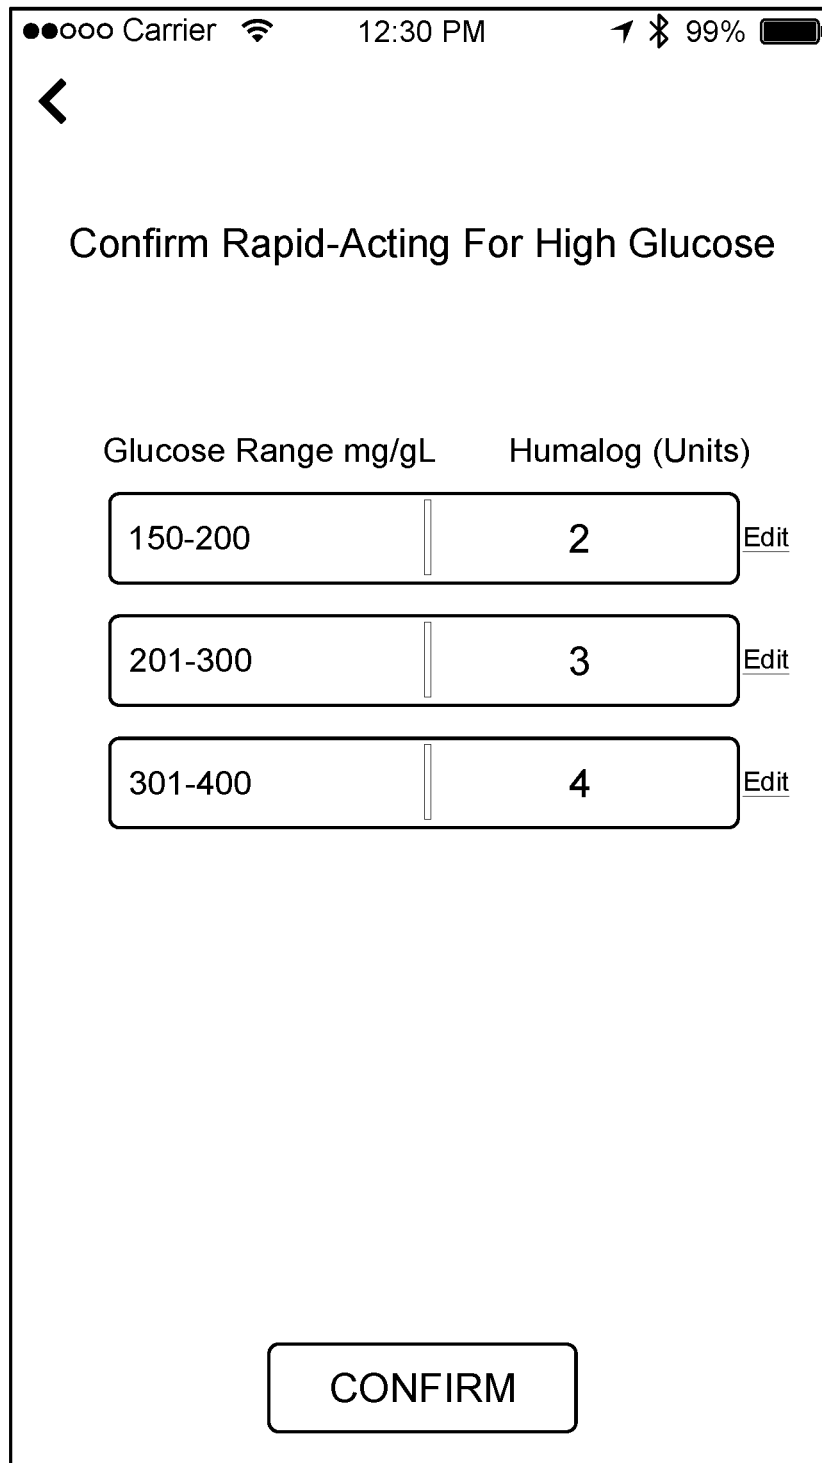 Carrier 12:30 PM 99%
Confirm Rapid-Acting For High Glucose
Glucose Range mg/gL Humalog (Units)
150-200 2 Edit
201-300 3 Edit
301-400 4 Edit
CONFIRM